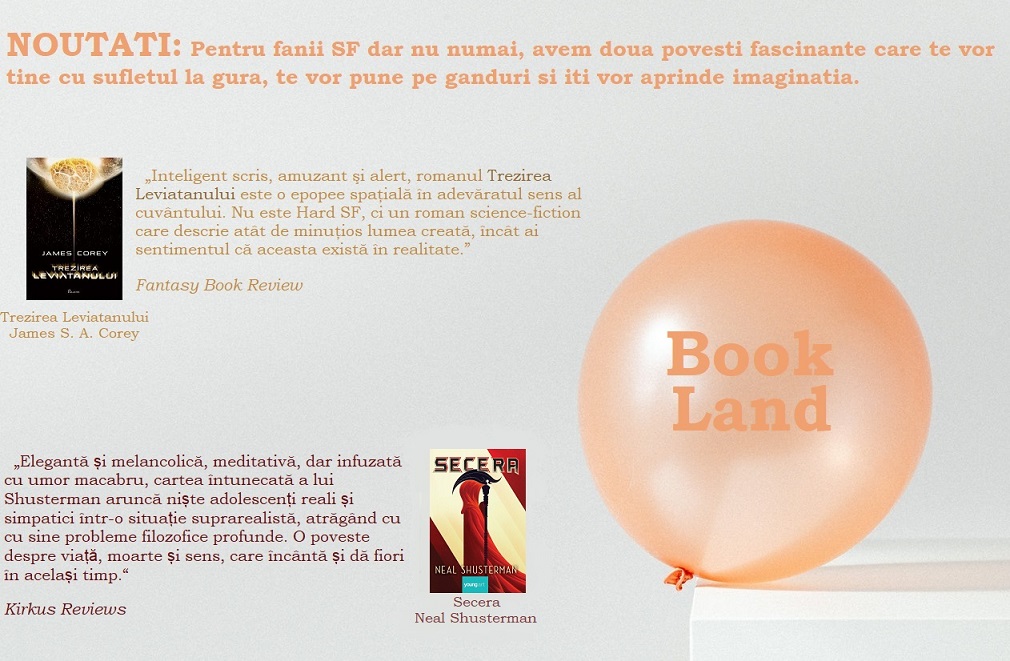 NOUTATI: Pentru fanii SF dar nu numai, avem doua povesti fascinante care te vor
tine cu sufletul la gura, te vor pune pe ganduri si iti vor aprinde imaginatia.
JAMES COREY
TREZIREA
LEVIATANULUI
„Inteligent scris, amuzant şi alert, romanul Trezirea
Leviatanului este o epopee spaţială în adevăratul sens al
cuvântului. Nu este Hard SF, ci un roman science-fiction
care descrie atât de minuţios lumea creată, încât ai
sentimentul că aceasta există în realitate.”
Fantasy Book Review
Trezirea Leviatanului
James S. A. Corey
Book
Land
„Elegantă și melancolică, meditativă, dar infuzată
cu umor macabru, cartea întunecată a lui
Shusterman aruncă niște adolescenți reali și
simpatici într-o situație suprarealistă, atrăgând cu
cu sine probleme filozofice profunde. O poveste
despre viață, moarte și sens, care încântă și dă fiori
în același timp.“
Kirkus Reviews
SECERA
NEAL SHUSTERMAN
youngart
Secera
Neal Shusterman